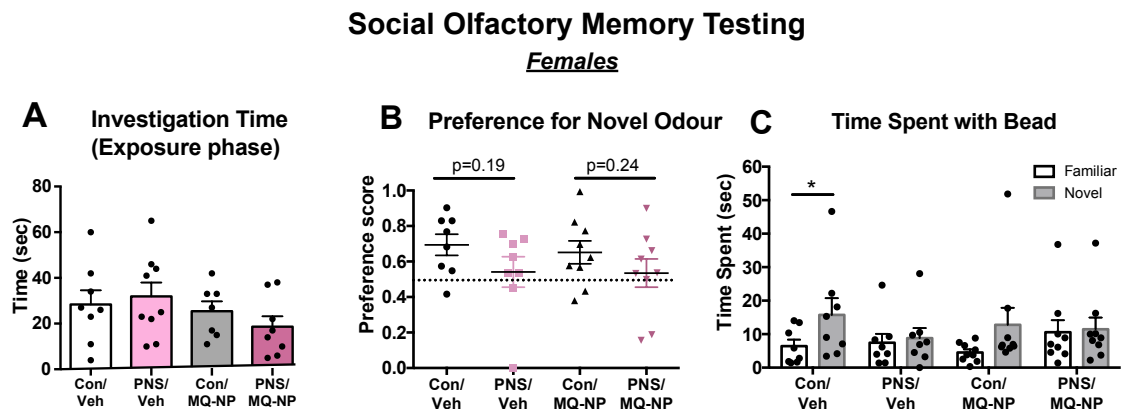 Social Olfactory Memory Testing
Females
A
Investigation Time
(Exposure phase)
Time (sec)
80
60
40
20
0
Con/
Veh
PNS/
Veh
Con/
MQ-NP
PNS/
MQ-NP
B
Preference for Novel Odour
p=0.19
p=0.24
Preference score
1.0
0.8
0.6
0.4
0.2
0.0
Con/
Veh
PNS/
Veh
Con/
MQ-NP
PNS/
MQ-NP
C
Time Spent with Bead
Familiar
Novel
*
Time Spent (sec)
60
50
40
30
20
10
0
Con/
Veh
PNS/
Veh
Con/
MQ-NP
PNS/
MQ-NP